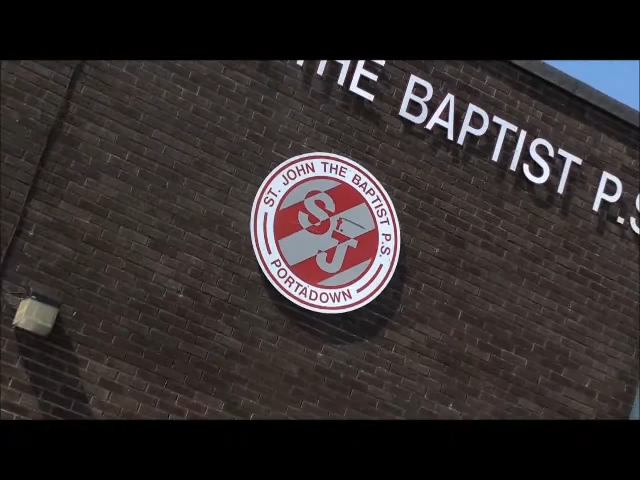 THE BAPTIST P.S
ST. JOHN THE BAPTIST P.S.
SJ
PORTADOWN